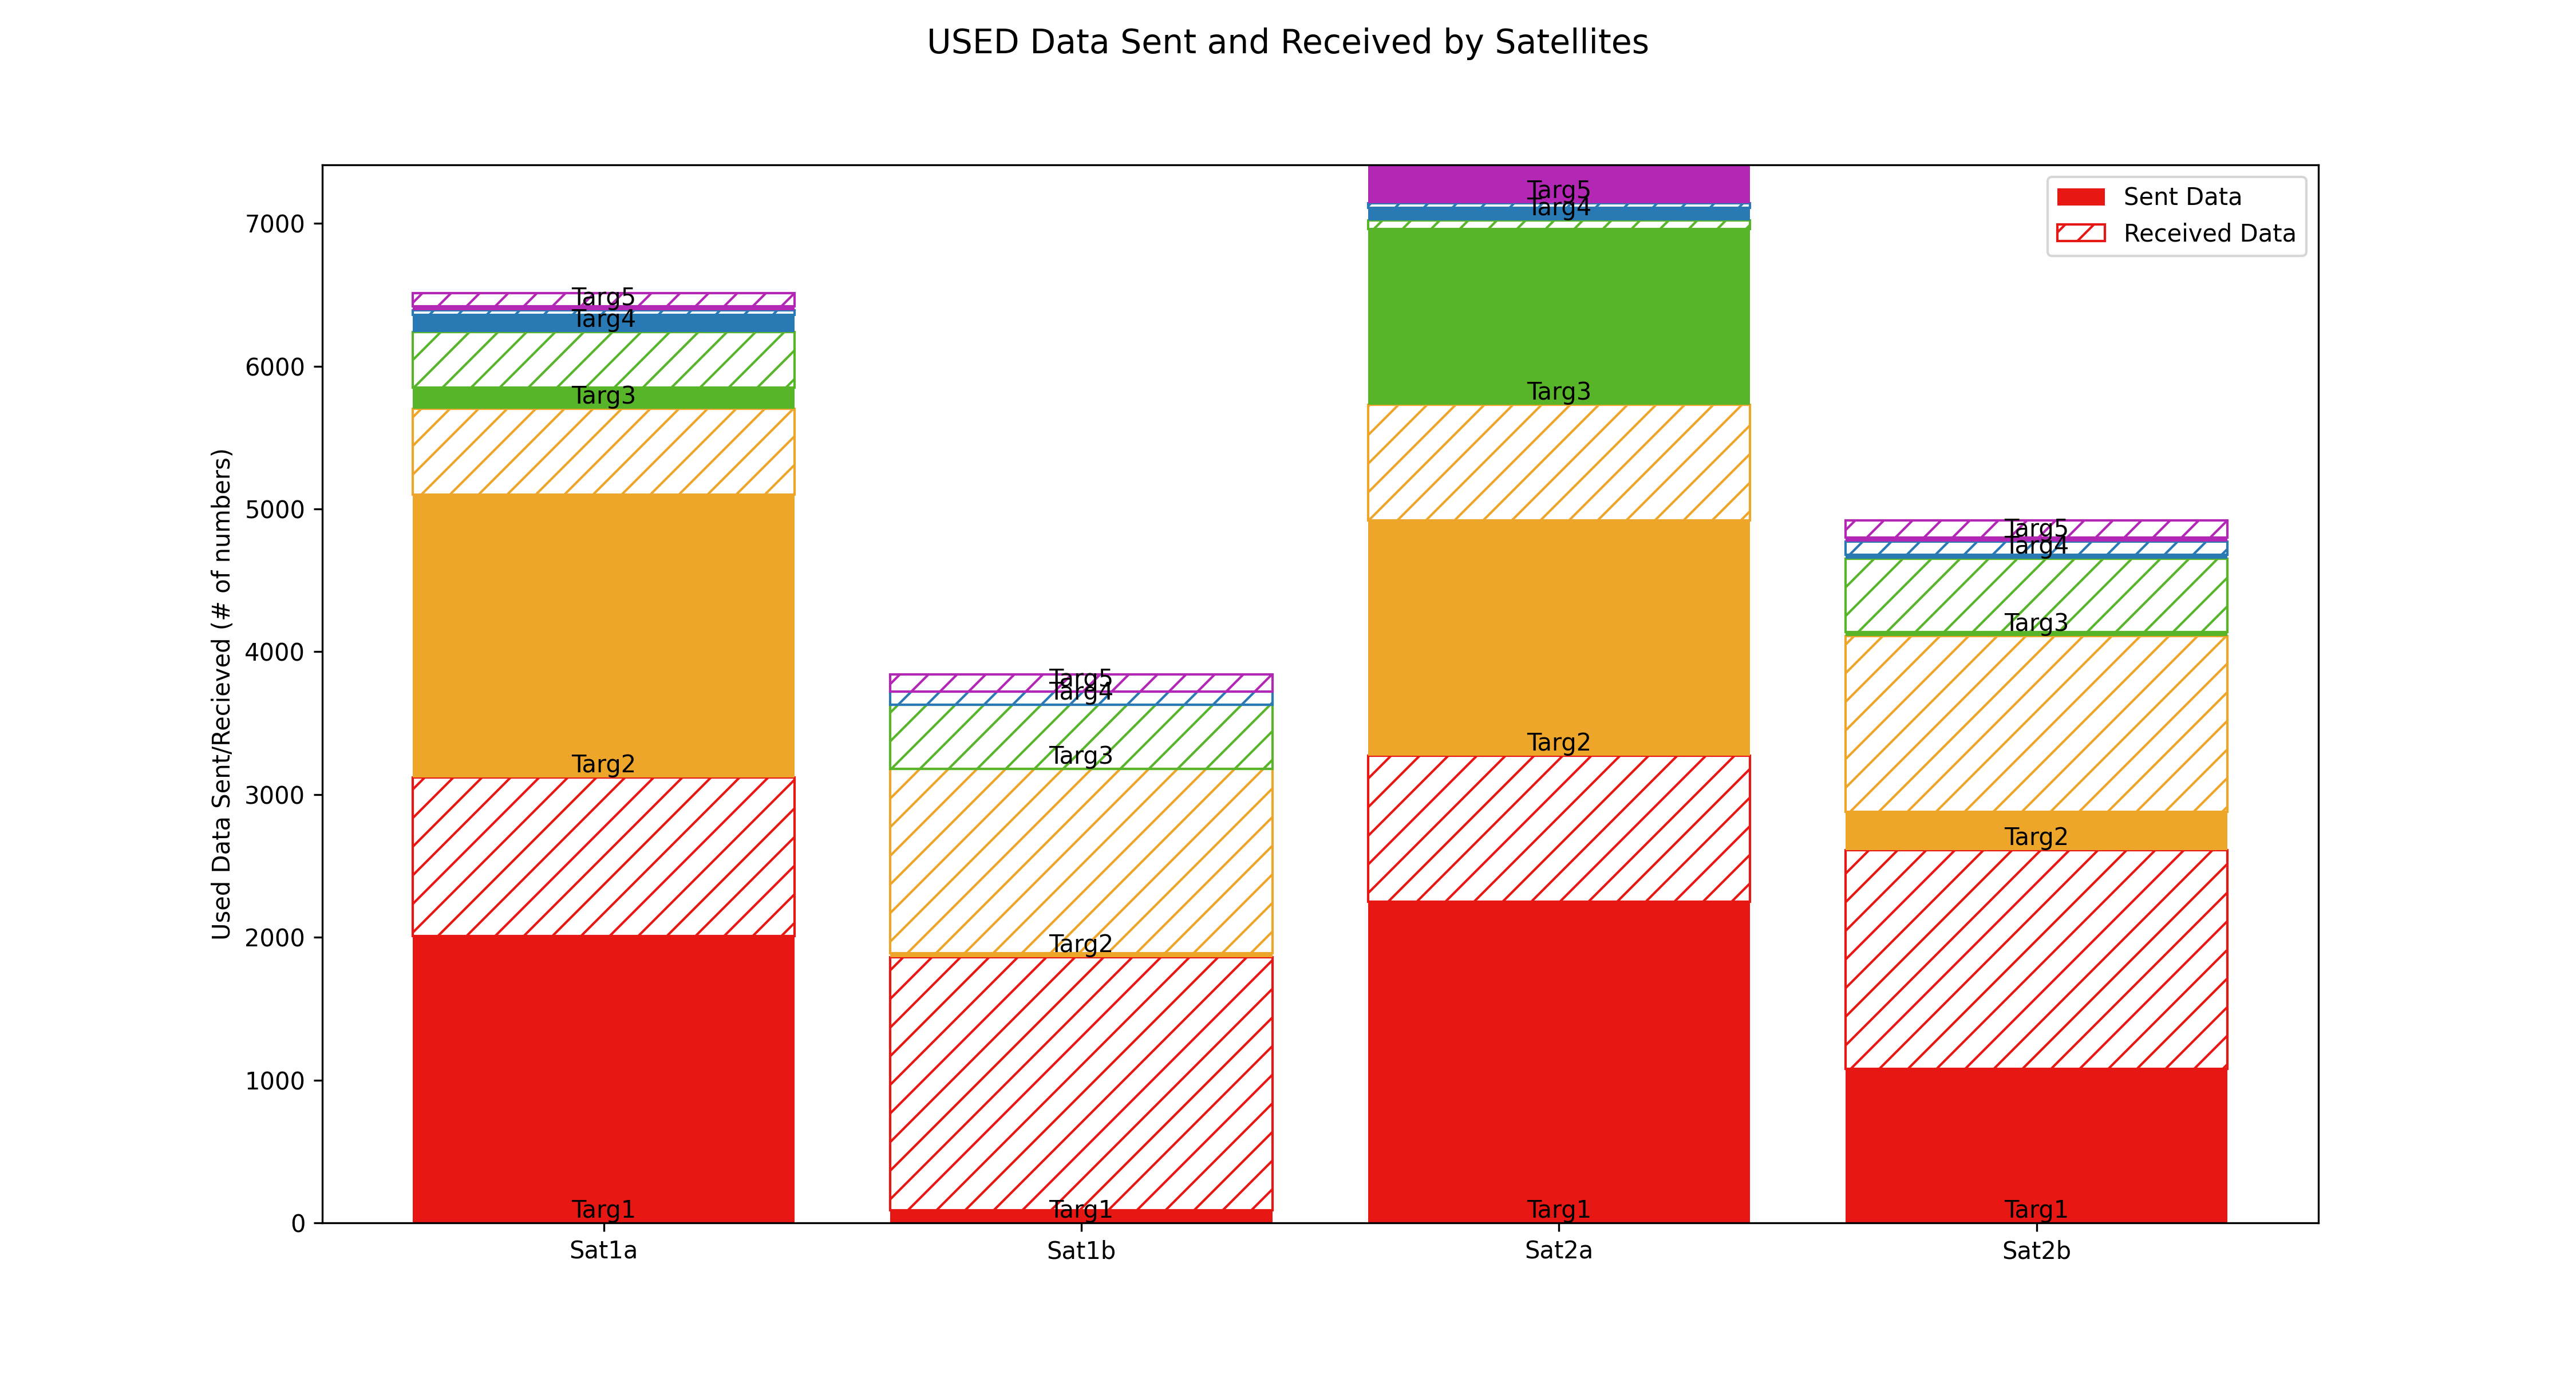 USED Data Sent and Received by Satellites
Used Data Sent/Recieved (# of numbers)
7000
6000
5000
4000
3000
2000
1000
0
Sent Data
Received Data
Targ5
Targ4
Targ3
Targ2
Targ1
Targ5
Targ4
Targ3
Targ2
Targ1
Targ5
Targ4
Targ3
Targ2
Targ1
Targ5
Targ4
Targ3
Targ2
Targ1
Sat1a
Sat1b
Sat2a
Sat2b